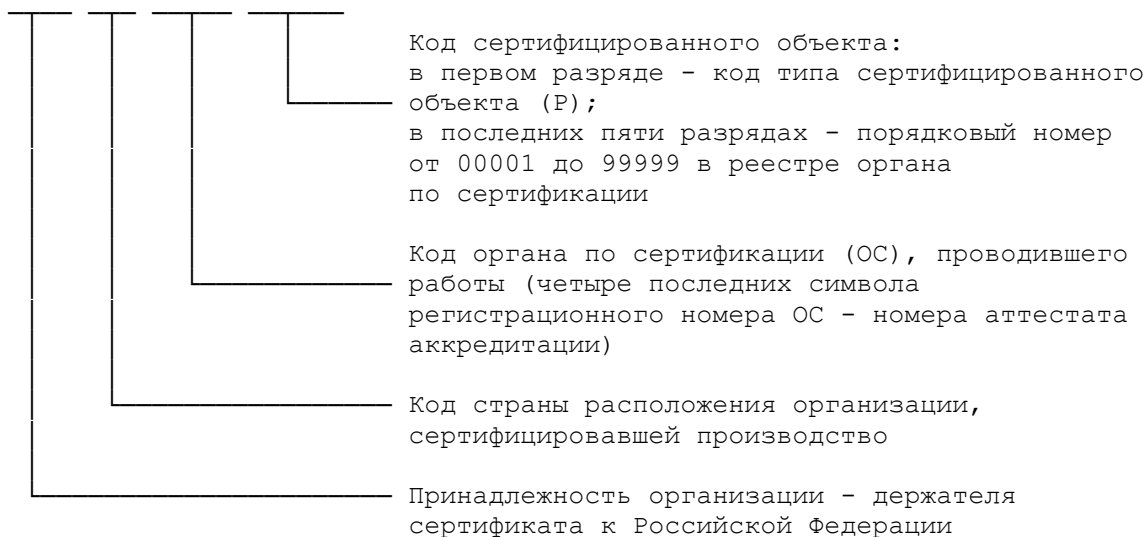 Код сертифицированного объекта:
в первом разряде - код типа сертифицированного
объекта (Р);
в последних пяти разрядах - порядковый номер
от 00001 до 99999 в реестре органа
по сертификации
Код органа по сертификации (ОС), проводившего
работы (четыре последних символа
регистрационного номера ОС - номера аттестата
аккредитации)
Код страны расположения организации,
сертифицировавшей производство
Принадлежность организации - держателя
сертификата к Российской Федерации